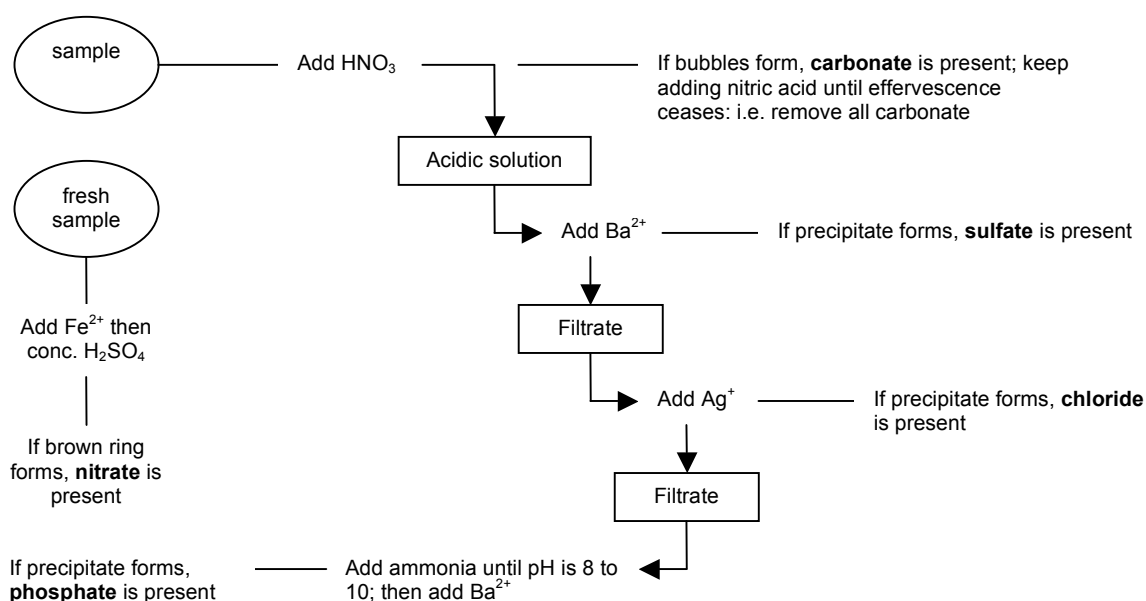 sample
Add HNO₃
If bubbles form, carbonate is present; keep
adding nitric acid until effervescence
ceases: i.e. remove all carbonate
Acidic solution
fresh
sample
Add Ba²⁺
If precipitate forms, sulfate is present
Add Fe²⁺ then
conc. H₂SO₄
Filtrate
Add Ag⁺
If precipitate forms, chloride
is present
If brown ring
forms, nitrate is
present
Filtrate
If precipitate forms,
phosphate is present
Add ammonia until pH is 8 to
10; then add Ba²⁺